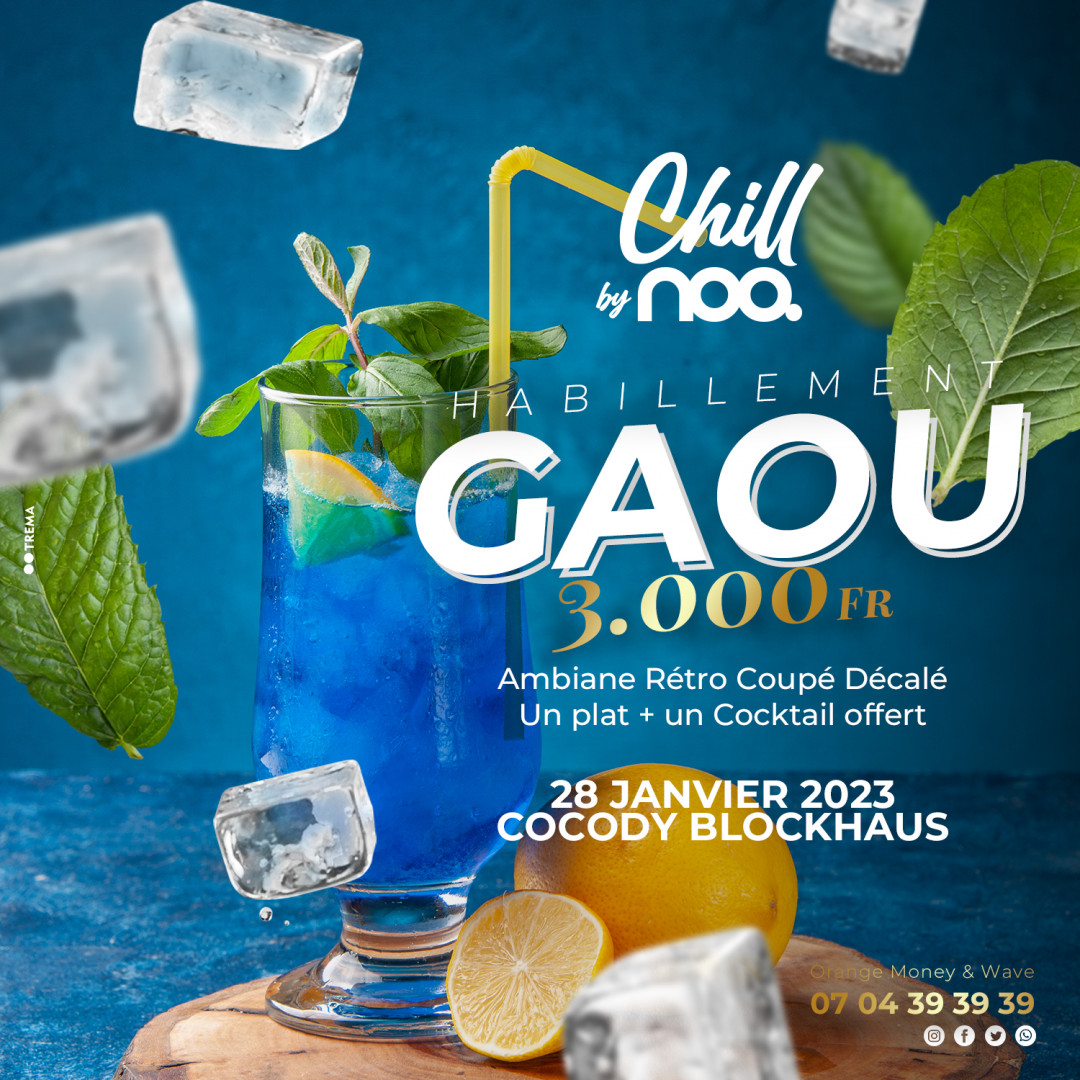 Chill
by noo.
HABILLEMENT
GAOU
3.000 FR
Ambiane Rétro Coupé Décalé
Un plat + un Cocktail offert
28 JANVIER 2023
COCODY BLOCKHAUS
TREMA
Orange Money & Wave
07 04 39 39 39